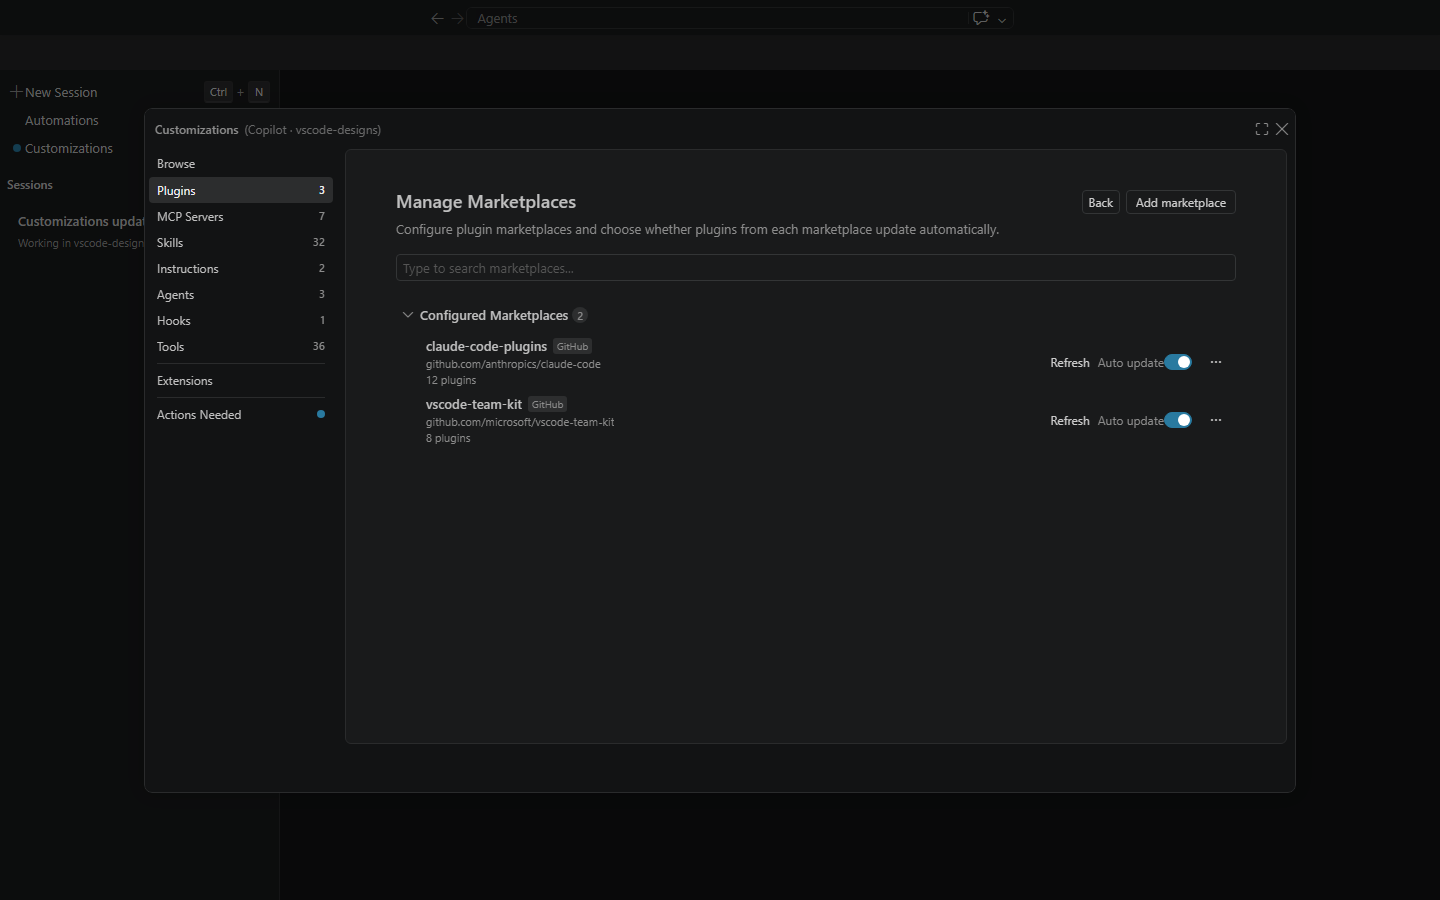 Agents
New Session Ctrl + N
Automations
Customizations
Sessions
Customizations updat
Working in vscode-design
Customizations (Copilot · vscode-designs)
Browse
Plugins 3
MCP Servers 7
Skills 32
Instructions 2
Agents 3
Hooks 1
Tools 36
Extensions
Actions Needed
Manage Marketplaces
Back
Add marketplace
Configure plugin marketplaces and choose whether plugins from each marketplace update automatically.
Type to search marketplaces...
Configured Marketplaces 2
claude-code-plugins GitHub
github.com/anthropics/claude-code
12 plugins
Refresh Auto update
vscode-team-kit GitHub
github.com/microsoft/vscode-team-kit
8 plugins
Refresh Auto update